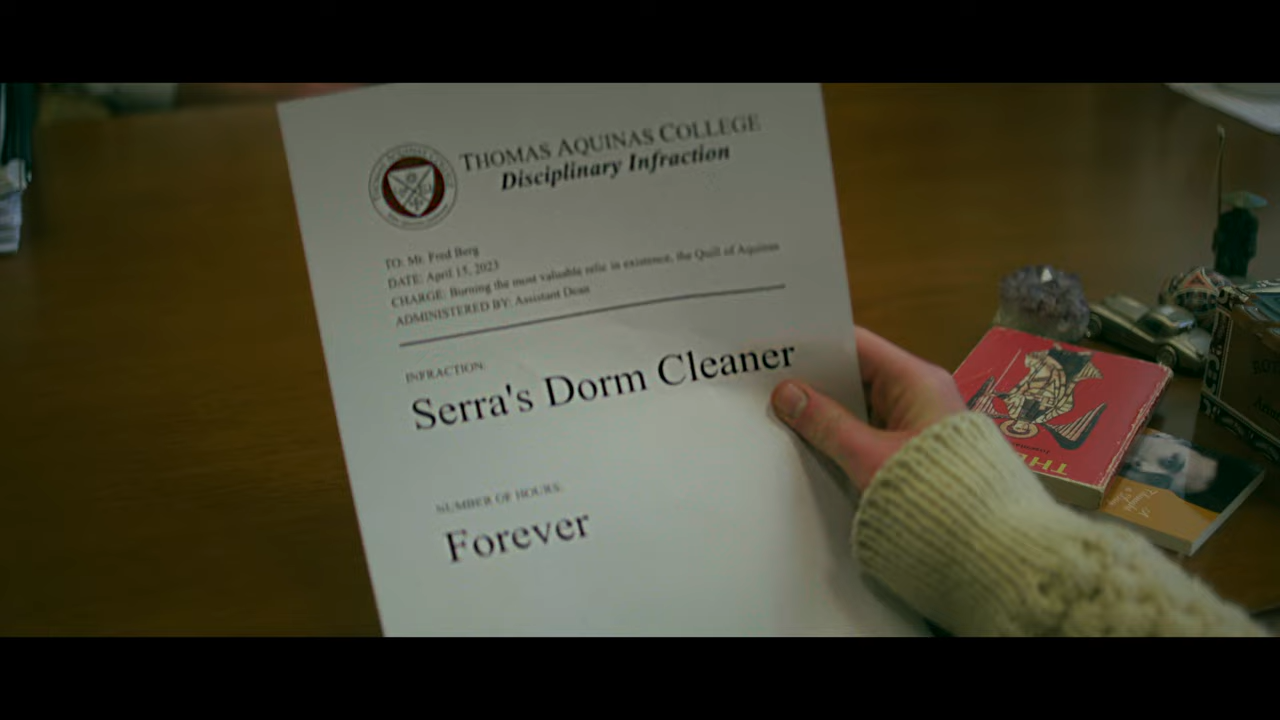 THOMAS AQUINAS COLLEGE
Disciplinary Infraction
TO: Mr. Fred Berg
DATE: April 15, 2023
CHARGE: Burning the most valuable relic in existence, the Quill of Aquinas
ADMINISTERED BY: Assistant Dean
INFRACTION:
Serra's Dorm Cleaner
NUMBER OF HOURS:
Forever
THE